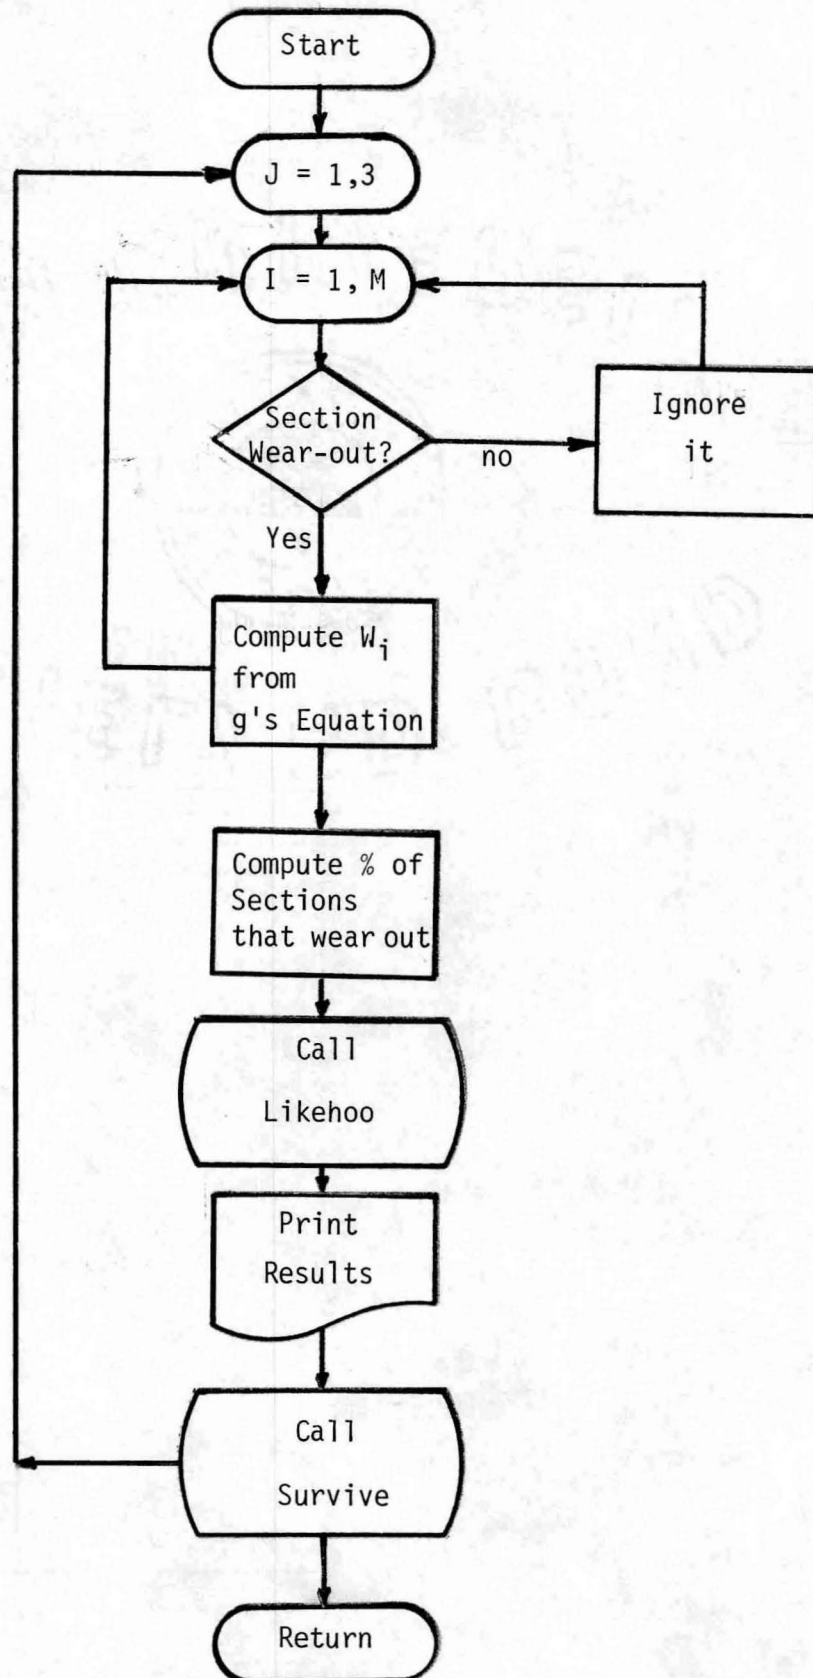 Start
J = 1,3
I = 1, M
Section
Wear-out?
no
Ignore
it
Yes
Compute Wi
from
g's Equation
Compute % of
Sections
that wear out
Call
Likehoo
Print
Results
Call
Survive
Return